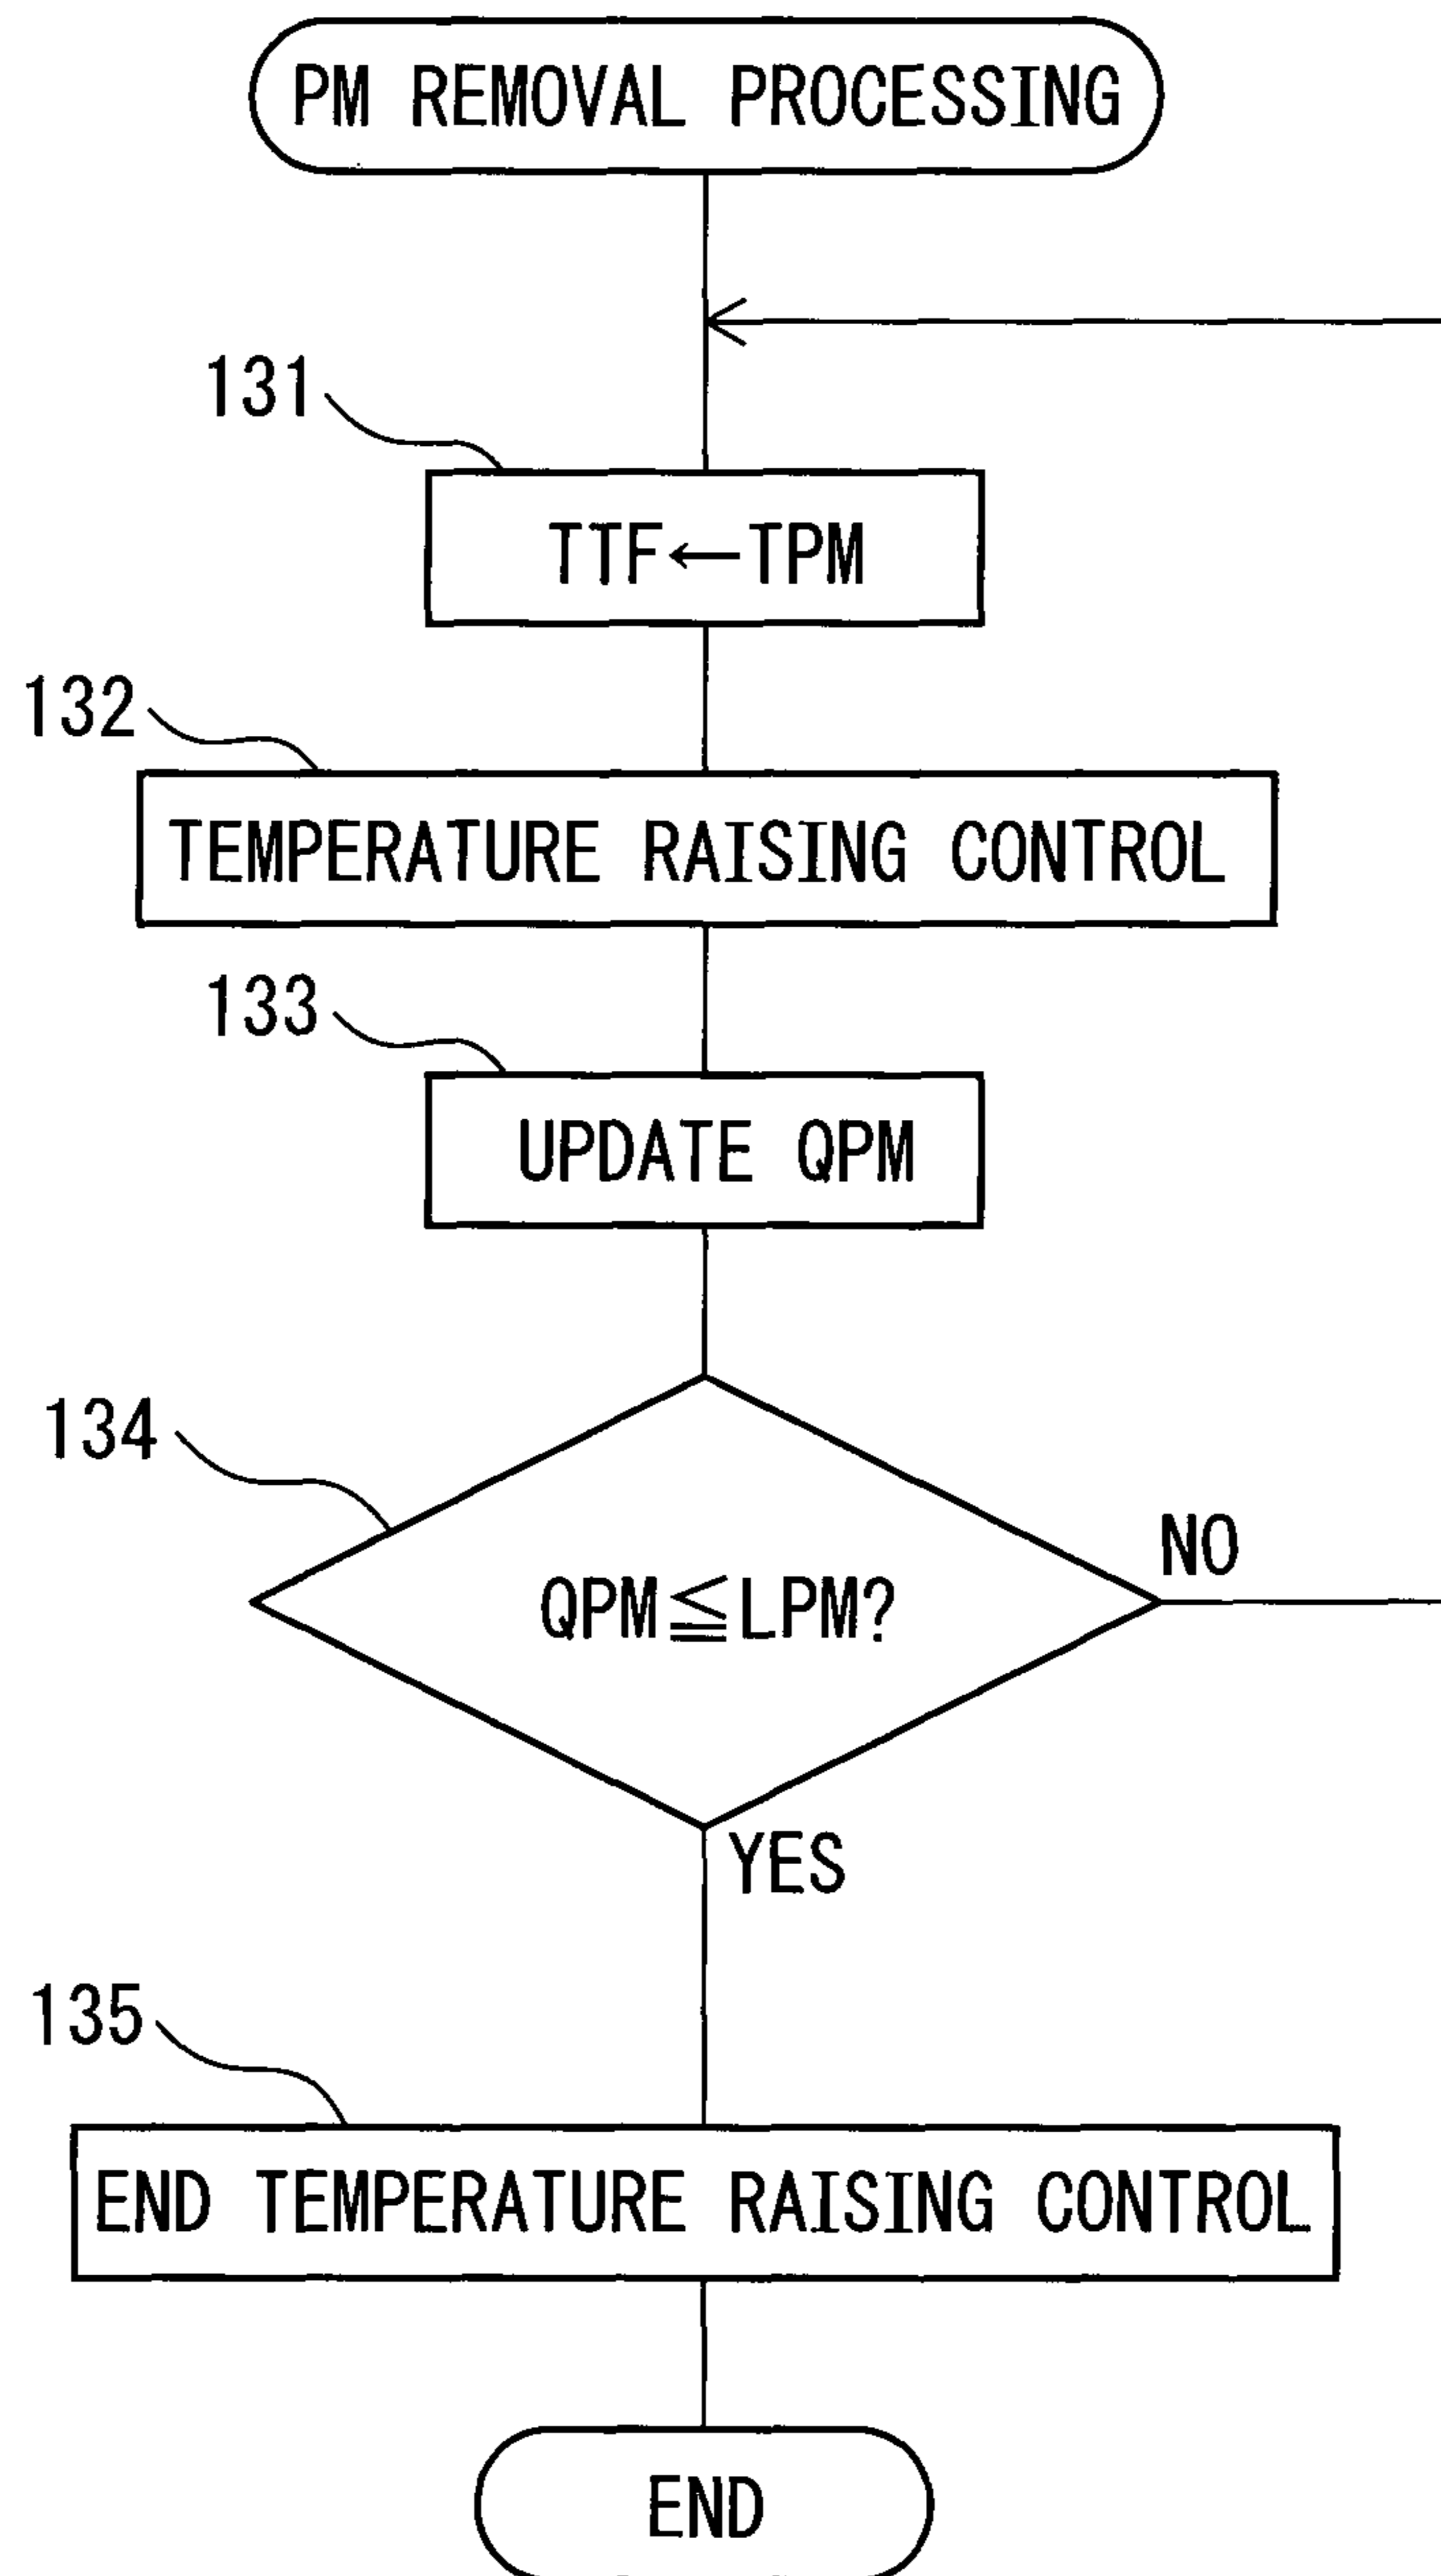 PM REMOVAL PROCESSING
131
TTF←TPM
132
TEMPERATURE RAISING CONTROL
133
UPDATE QPM
134
QPM≦LPM?
NO
YES
135
END TEMPERATURE RAISING CONTROL
END